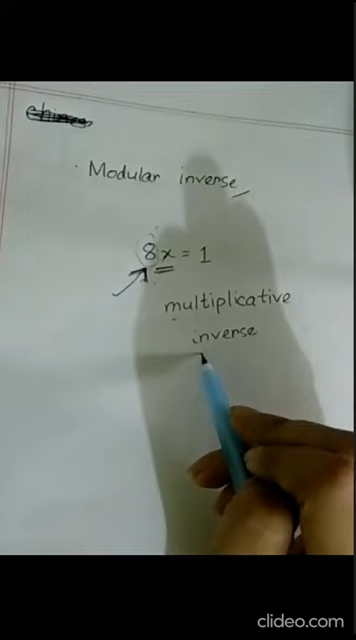 Modular inverse
8x = 1
multiplicative
inverse
clideo.com